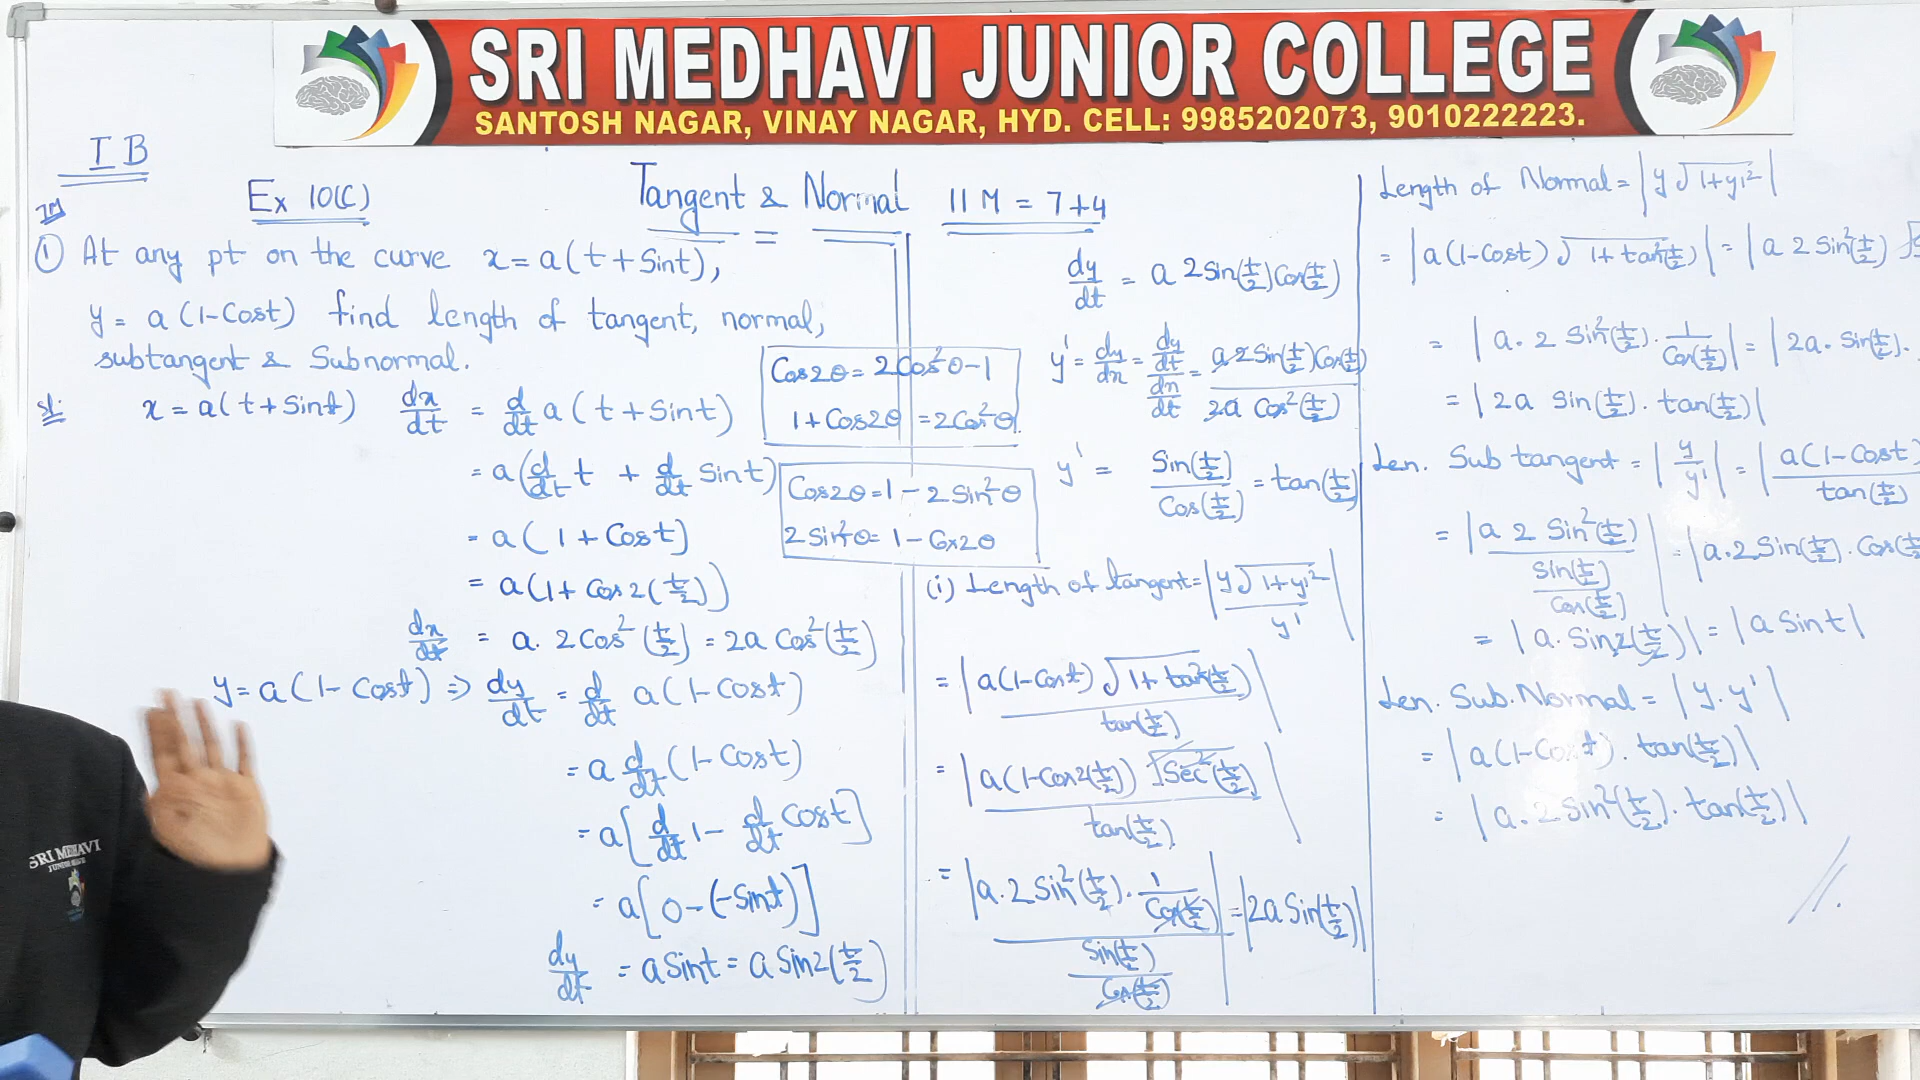 SRI MEDHAVI JUNIOR COLLEGE
SANTOSH NAGAR, VINAY NAGAR, HYD. CELL: 9985202073, 9010222223.
I B
Ex 10(C)
Tangent & Normal 11 M = 7+4
① At any pt on the curve x = a(t+Sint),
y = a (1-Cost) find length of tangent, normal,
subtangent & Subnormal.
x = a(t+Sint) dx/dt = d/dt a(t+Sint)
= a(d/dt t + d/dt Sint)
= a(1+Cost)
= a(1+Cos2(t/2))
dx/dt = a. 2Cos²(t/2) = 2a Cos²(t/2)
y = a(1-Cost) => dy/dt = d/dt a(1-Cost)
= a d/dt (1-Cost)
= a[d/dt 1 - d/dt Cost]
= a[0-(-Sint)]
dy/dt = aSint = a Sin2(t/2)
Cos2θ = 2Cos²θ-1
1+Cos2θ = 2Cos²θ
Cos2θ = 1 - 2Sin²θ
2Sin²θ = 1 - Cos2θ
dy/dt = a 2Sin(t/2)Cos(t/2)
y' = dy/dx = dy/dt / dx/dt = a 2Sin(t/2)Cos(t/2) / 2a Cos²(t/2)
y' = Sin(t/2) / Cos(t/2) = tan(t/2)
(i) Length of tangent = |y√1+y'² / y'|
= |a(1-Cost)√1+tan²(t/2) / tan(t/2)|
= |a(1-Cos2(t/2)) √Sec²(t/2) / tan(t/2)|
= |a.2Sin²(t/2). 1/Cos(t/2) / Sin(t/2)/Cos(t/2)| = |2aSin(t/2)|
Length of Normal = |y√1+y'²|
= |a(1-Cost)√1+tan²(t/2)| = |a 2Sin²(t/2) √
= |a. 2 Sin²(t/2). 1/Cos(t/2)| = |2a. Sin(t/2).
= |2a Sin(t/2). tan(t/2)|
Len. Sub tangent = |y/y'| = |a(1-Cost) / tan(t/2)
= |a 2 Sin²(t/2) / Sin(t/2)/Cos(t/2)| = |a.2Sin(t/2).Cos(t/2
= |a. Sin2(t/2)| = |a Sint|
Len. Sub.Normal = |y.y'|
= |a(1-Cost). tan(t/2)|
= |a.2Sin²(t/2). tan(t/2)|
SRI MEDHAVI